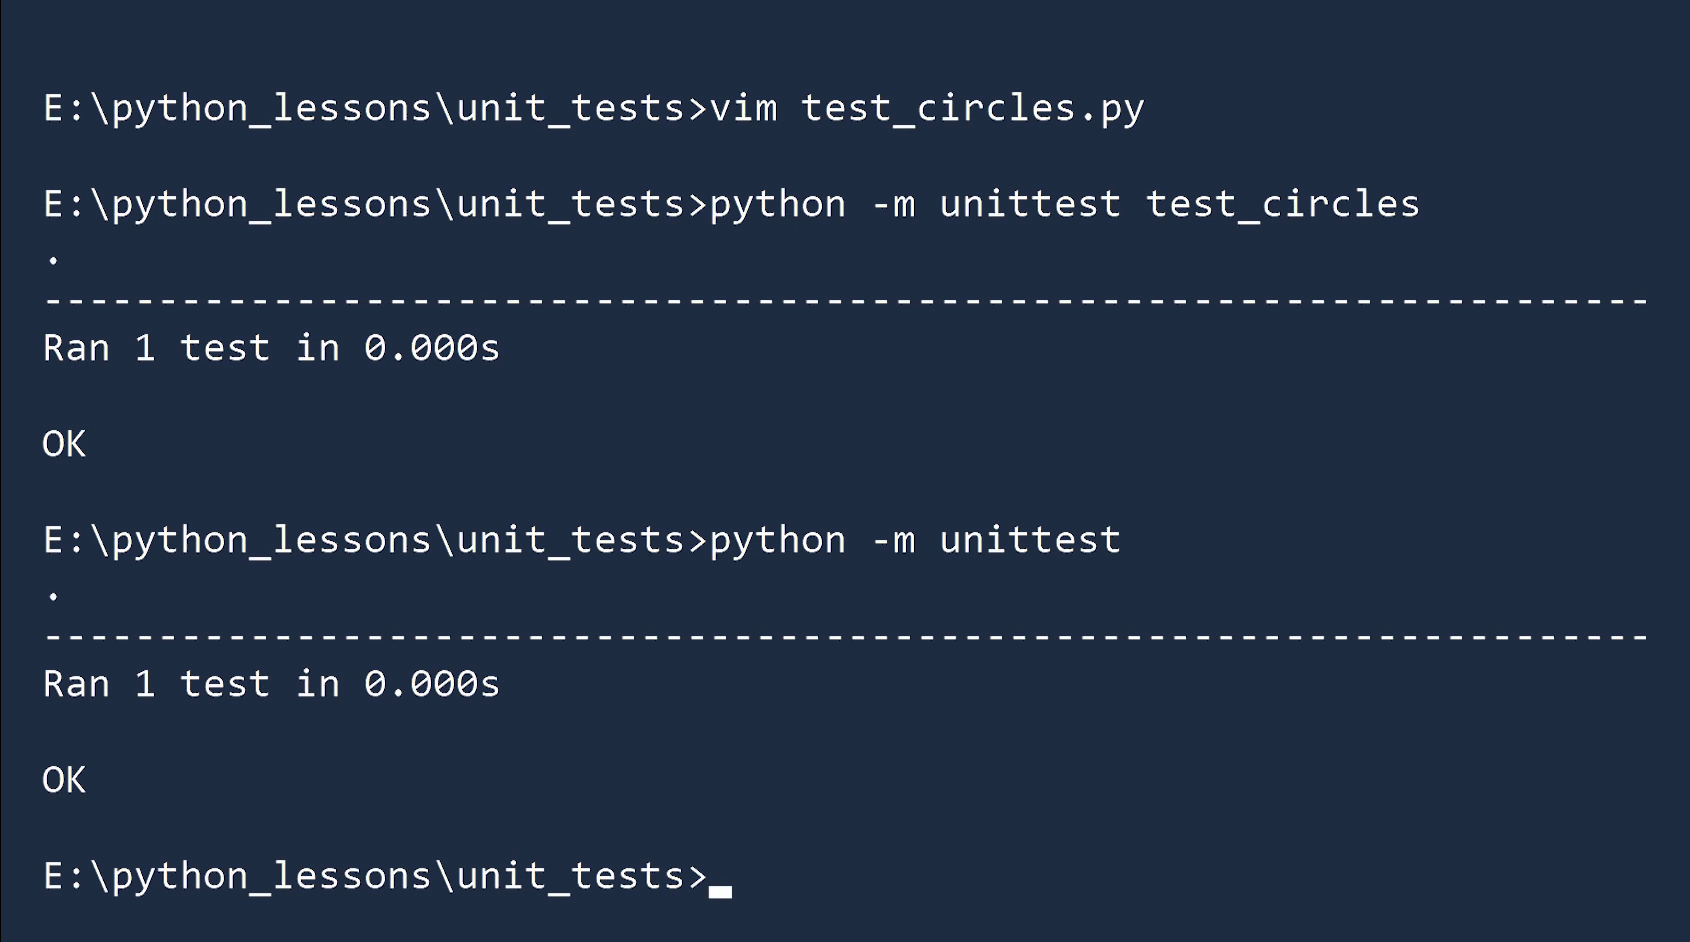 E:\python_lessons\unit_tests>vim test_circles.py
E:\python_lessons\unit_tests>python -m unittest test_circles
.
----------------------------------------------------------------------
Ran 1 test in 0.000s
OK
E:\python_lessons\unit_tests>python -m unittest
.
----------------------------------------------------------------------
Ran 1 test in 0.000s
OK
E:\python_lessons\unit_tests>